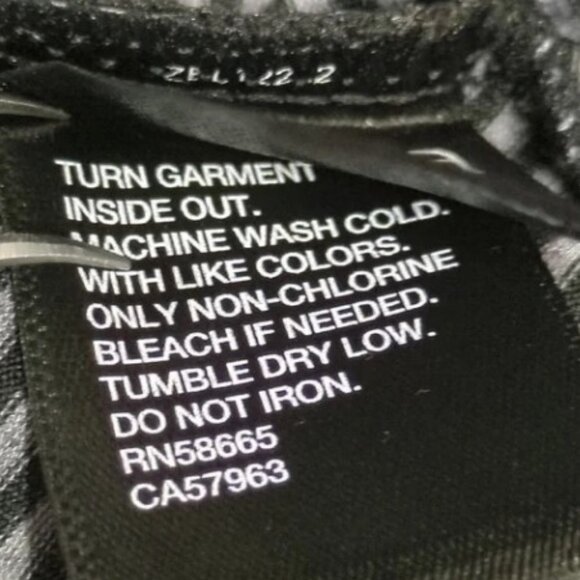 TURN GARMENT
INSIDE OUT.
MACHINE WASH COLD.
WITH LIKE COLORS.
ONLY NON-CHLORINE
BLEACH IF NEEDED.
TUMBLE DRY LOW.
DO NOT IRON.
RN58665
CA57963